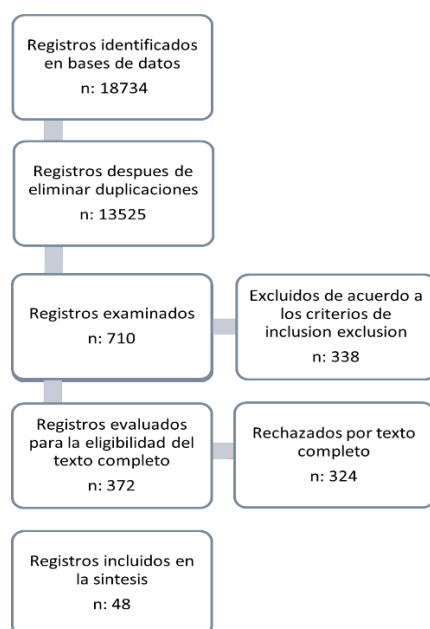 Registros identificados
en bases de datos
n: 18734
Registros despues de
eliminar duplicaciones
n: 13525
Registros examinados
n: 710
Excluidos de acuerdo a
los criterios de
inclusion exclusion
n: 338
Registros evaluados
para la eligibilidad del
texto completo
n: 372
Rechazados por texto
completo
n: 324
Registros incluidos en
la sintesis
n: 48